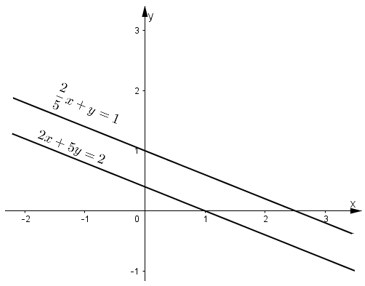 y
3
2
2/5 x + y = 1
1
2x + 5y = 2
x
-2 -1 0 1 2 3
-1